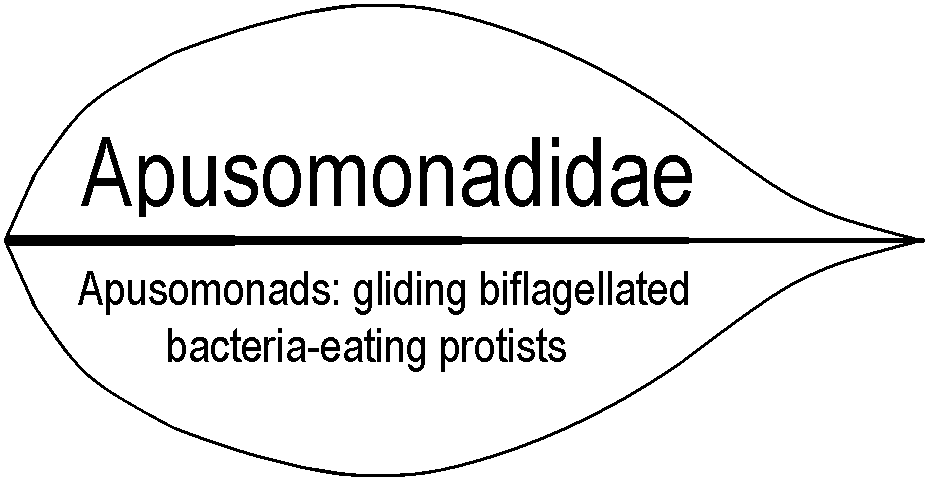 Apusomonadidae
Apusomonads: gliding biflagellated
bacteria-eating protists